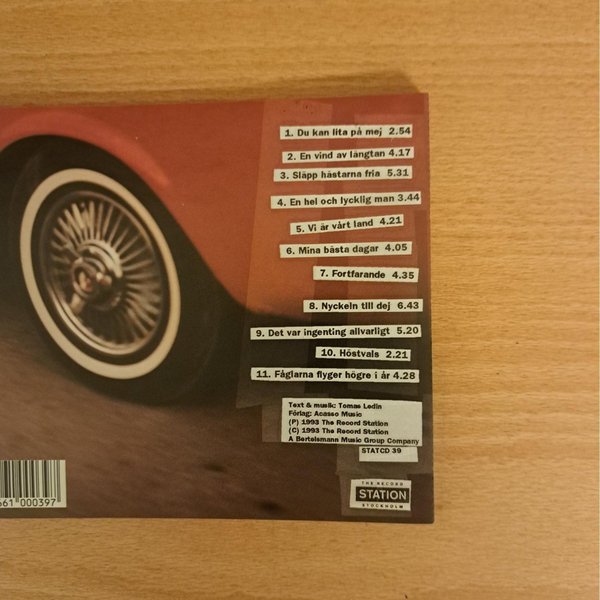 1. Du kan lita på mej 2.54
2. En vind av längtan 4.17
3. Släpp hästarna fria 5.31
4. En hel och lycklig man 3.44
5. Vi är vårt land 4.21
6. Mina bästa dagar 4.05
7. Fortfarande 4.35
8. Nyckeln till dej 6.43
9. Det var ingenting allvarligt 5.20
10. Höstvals 2.21
11. Fåglarna flyger högre i år 4.28
Text & musik: Tomas Ledin
Förlag: Acasso Music
(P) 1993 The Record Station
(C) 1993 The Record Station
A Bertelsmann Music Group Company
STATCD 39
THE RECORD
STATION
STOCKHOLM
661 000397